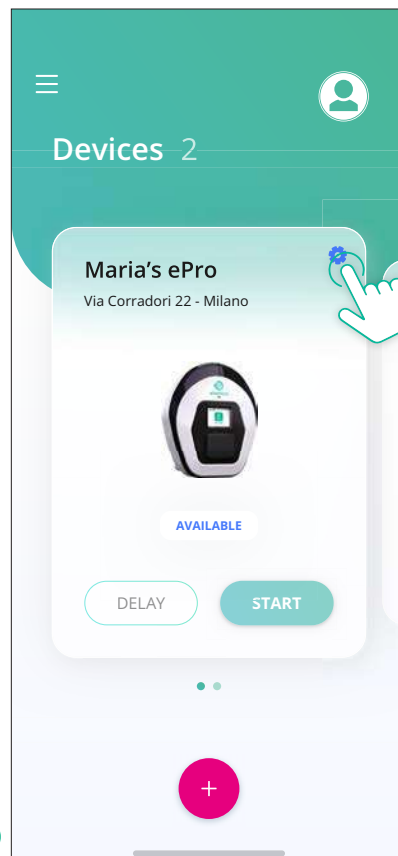 Devices 2
Maria’s ePro
Via Corradori 22 - Milano
AVAILABLE
DELAY
START
+